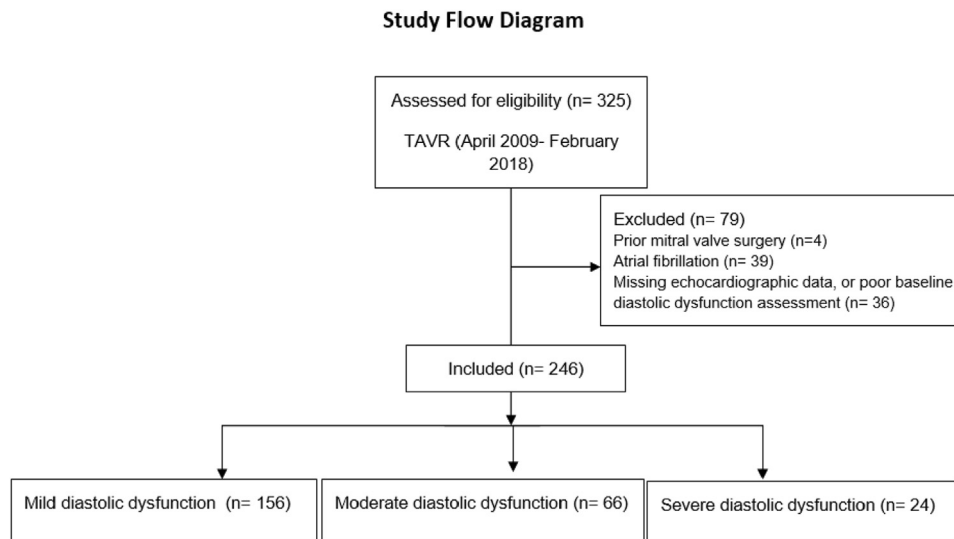 Study Flow Diagram
Assessed for eligibility (n= 325)
TAVR (April 2009- February
2018)
Excluded (n= 79)
Prior mitral valve surgery (n=4)
Atrial fibrillation (n= 39)
Missing echocardiographic data, or poor baseline
diastolic dysfunction assessment (n= 36)
Included (n= 246)
Mild diastolic dysfunction (n= 156)
Moderate diastolic dysfunction (n= 66)
Severe diastolic dysfunction (n= 24)